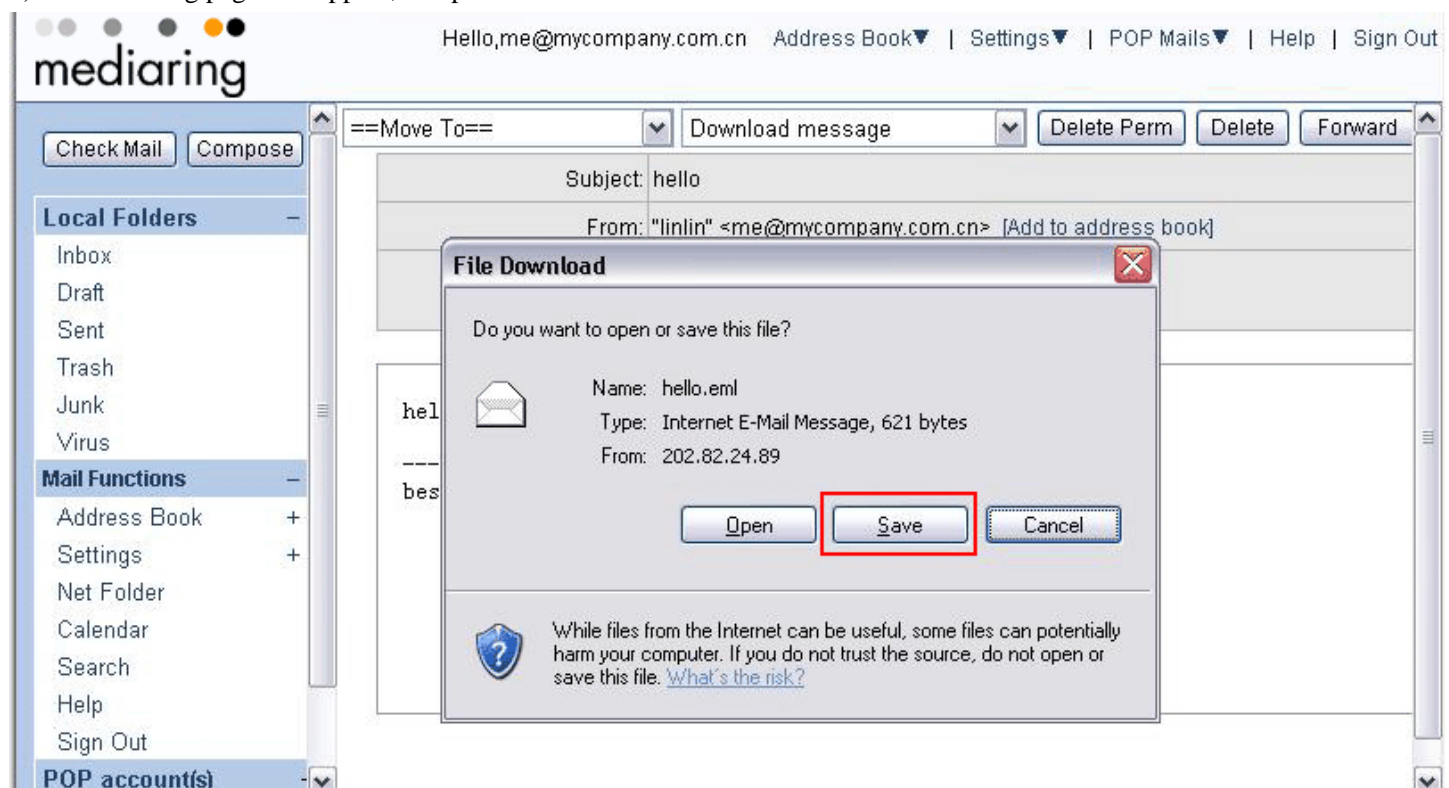 mediaring
Hello,me@mycompany.com.cn Address Book▼ | Settings▼ | POP Mails▼ | Help | Sign Out
Check Mail Compose
==Move To== Download message Delete Perm Delete Forward
Subject: hello
From: "linlin" <me@mycompany.com.cn> [Add to address book]
Local Folders –
Inbox
Draft
Sent
Trash
Junk
Virus
Mail Functions –
Address Book +
Settings +
Net Folder
Calendar
Search
Help
Sign Out
POP account(s) -
hel
---
bes
File Download
Do you want to open or save this file?
Name: hello.eml
Type: Internet E-Mail Message, 621 bytes
From: 202.82.24.89
Open Save Cancel
While files from the Internet can be useful, some files can potentially
harm your computer. If you do not trust the source, do not open or
save this file. What's the risk?